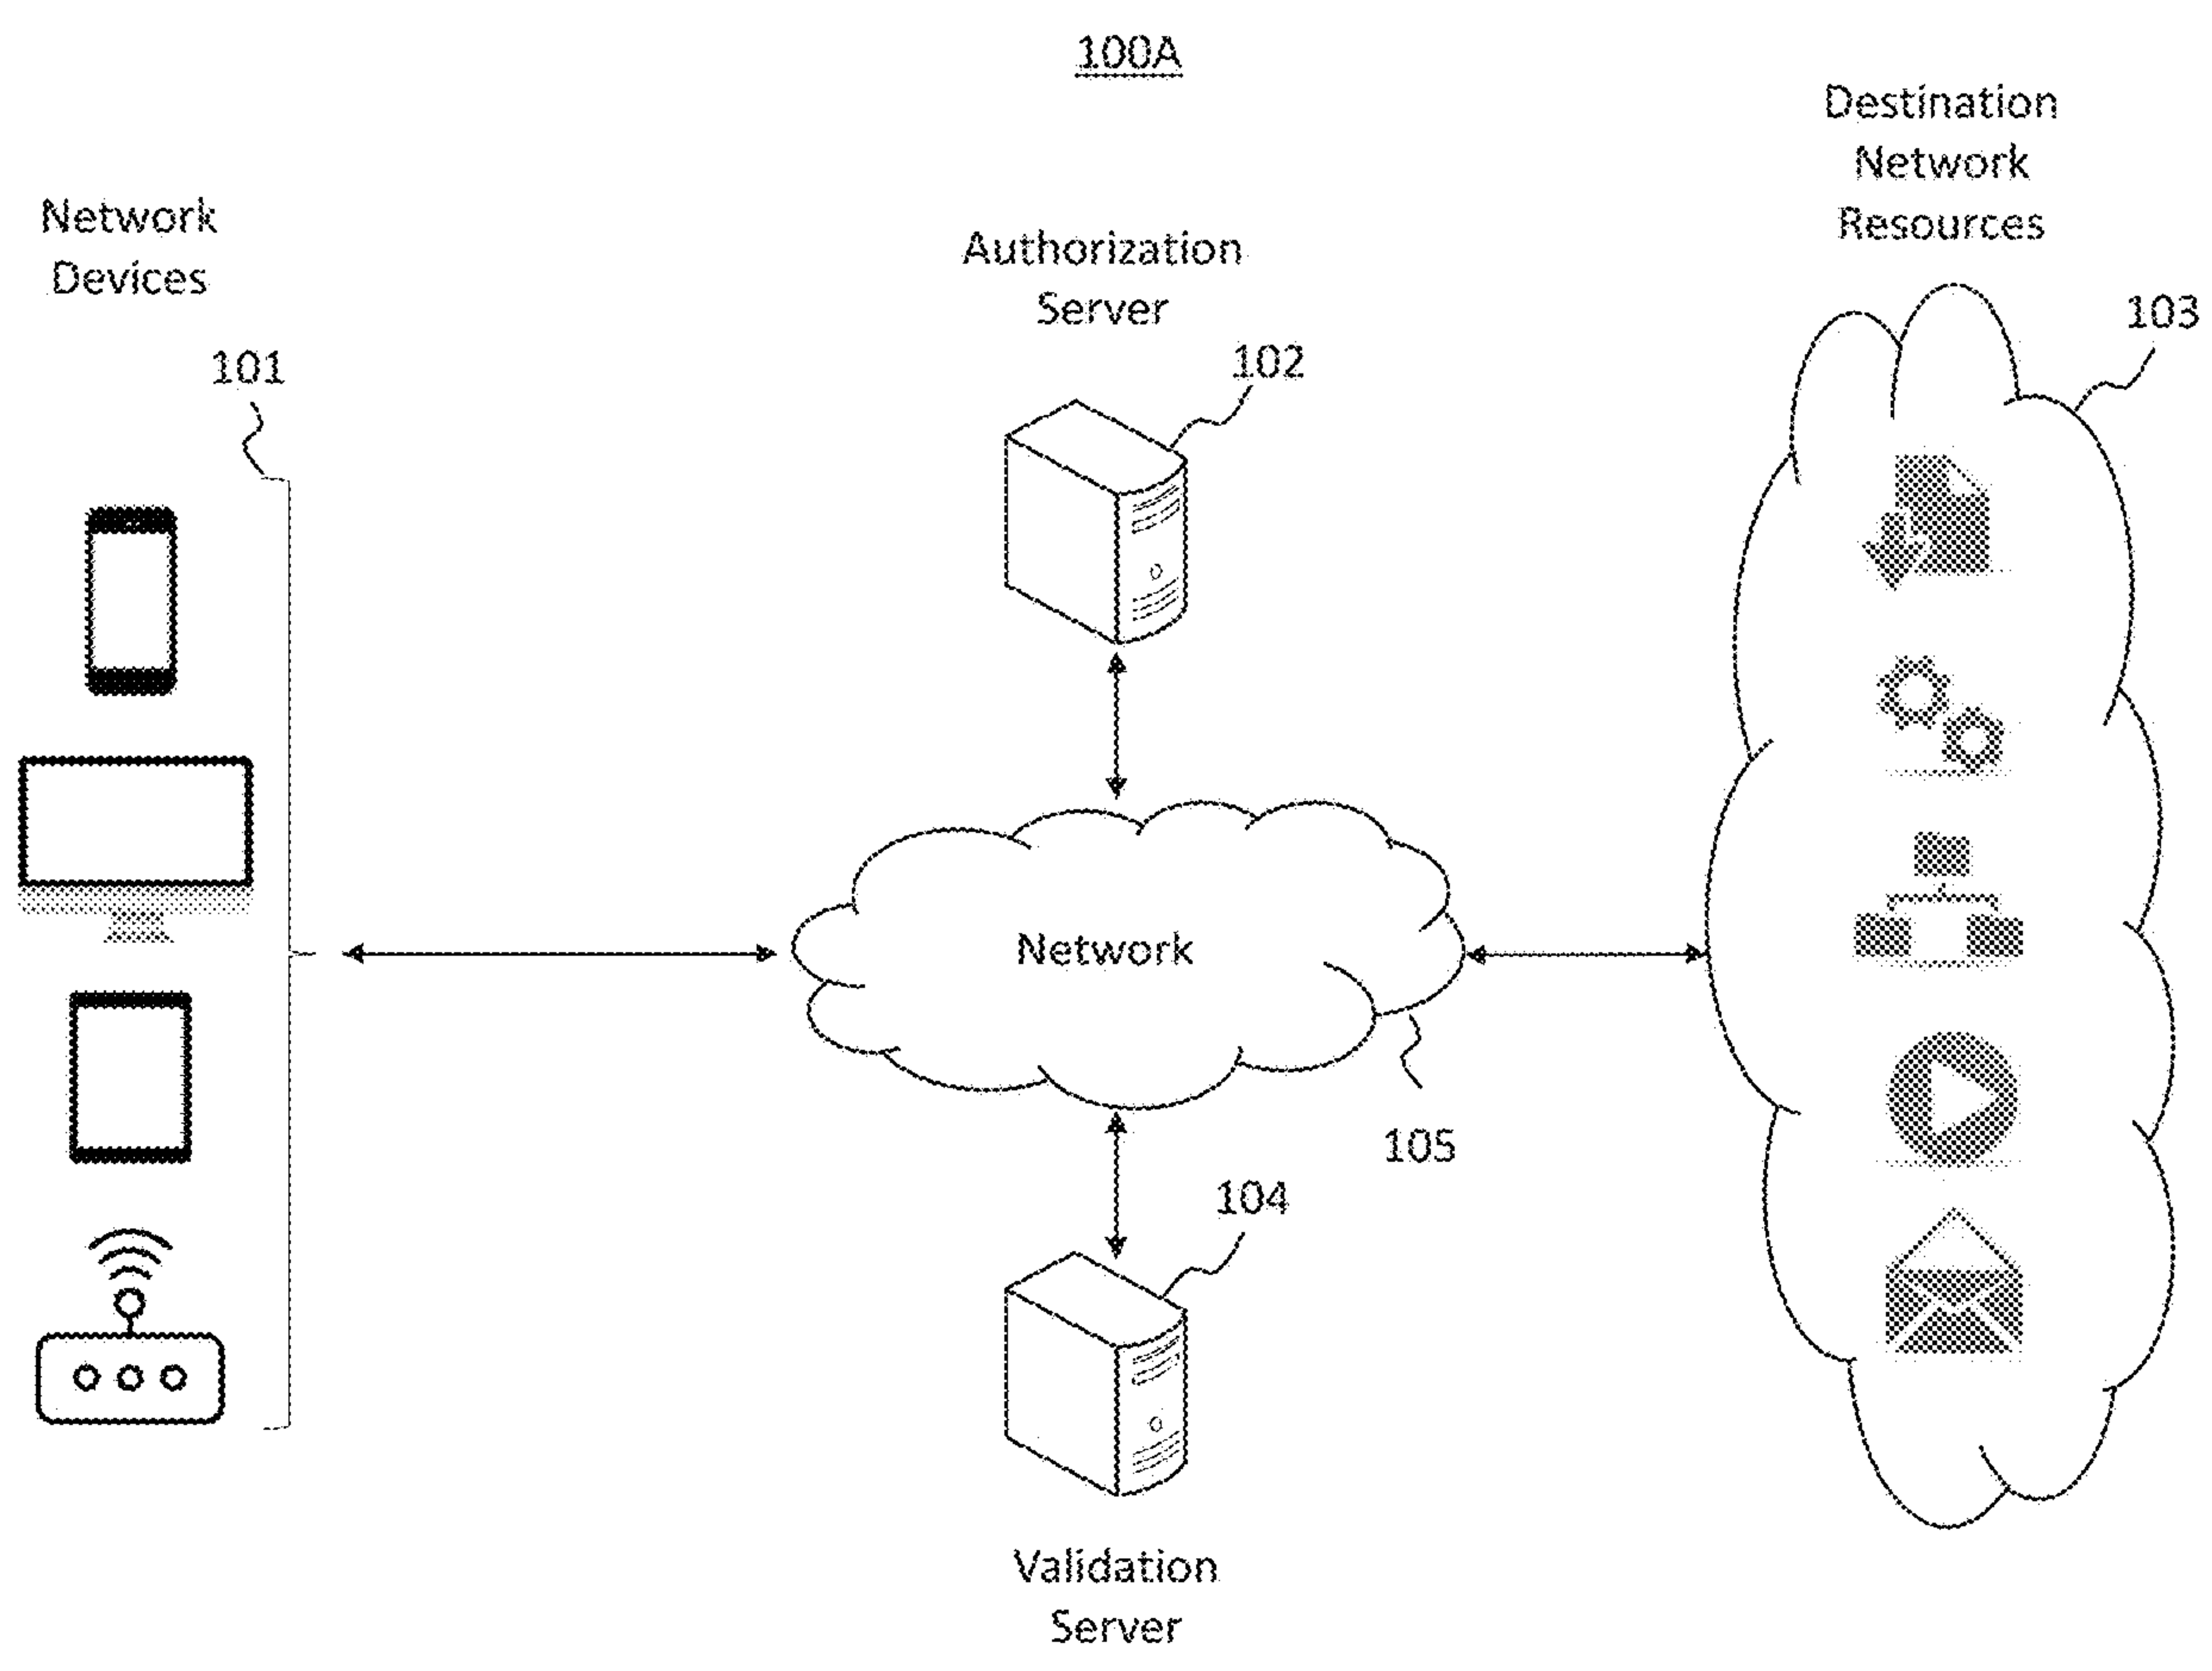 100A
Network
Devices
101
Authorization
Server
102
Destination
Network
Resources
103
Network
105
104
Validation
Server